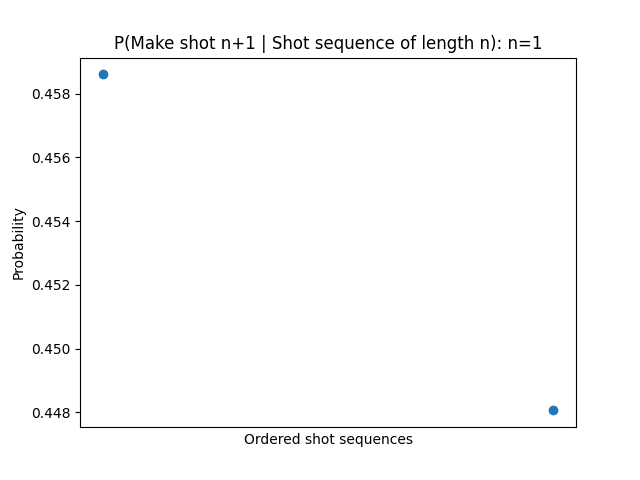 P(Make shot n+1 | Shot sequence of length n): n=1
0.458
0.456
0.454
0.452
0.450
0.448
Probability
Ordered shot sequences